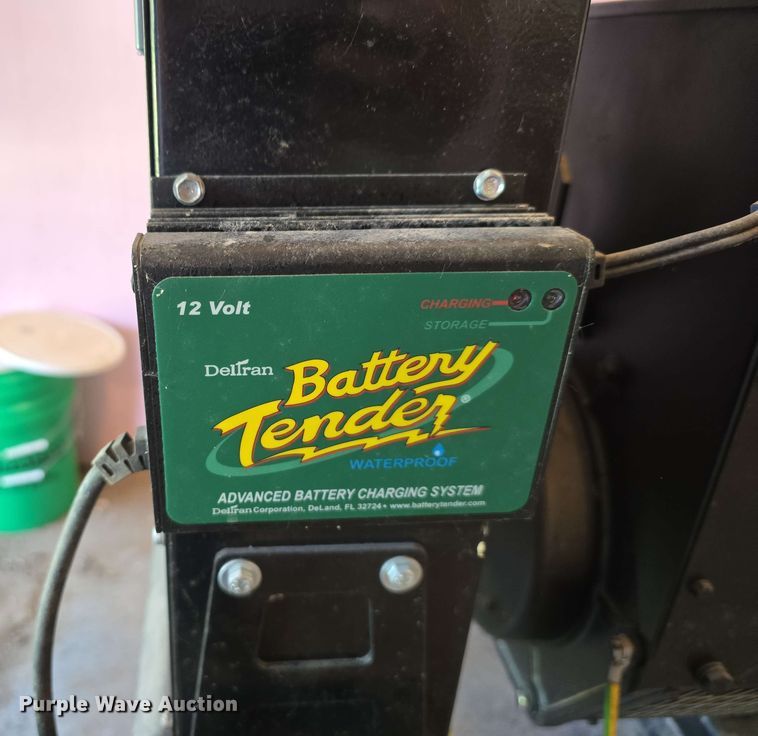 12 Volt
CHARGING
STORAGE
Deltran
Battery
Tender®
WATERPROOF
ADVANCED BATTERY CHARGING SYSTEM
Deltran Corporation, DeLand, FL 32724 • www.batterytender.com
Purple Wave Auction